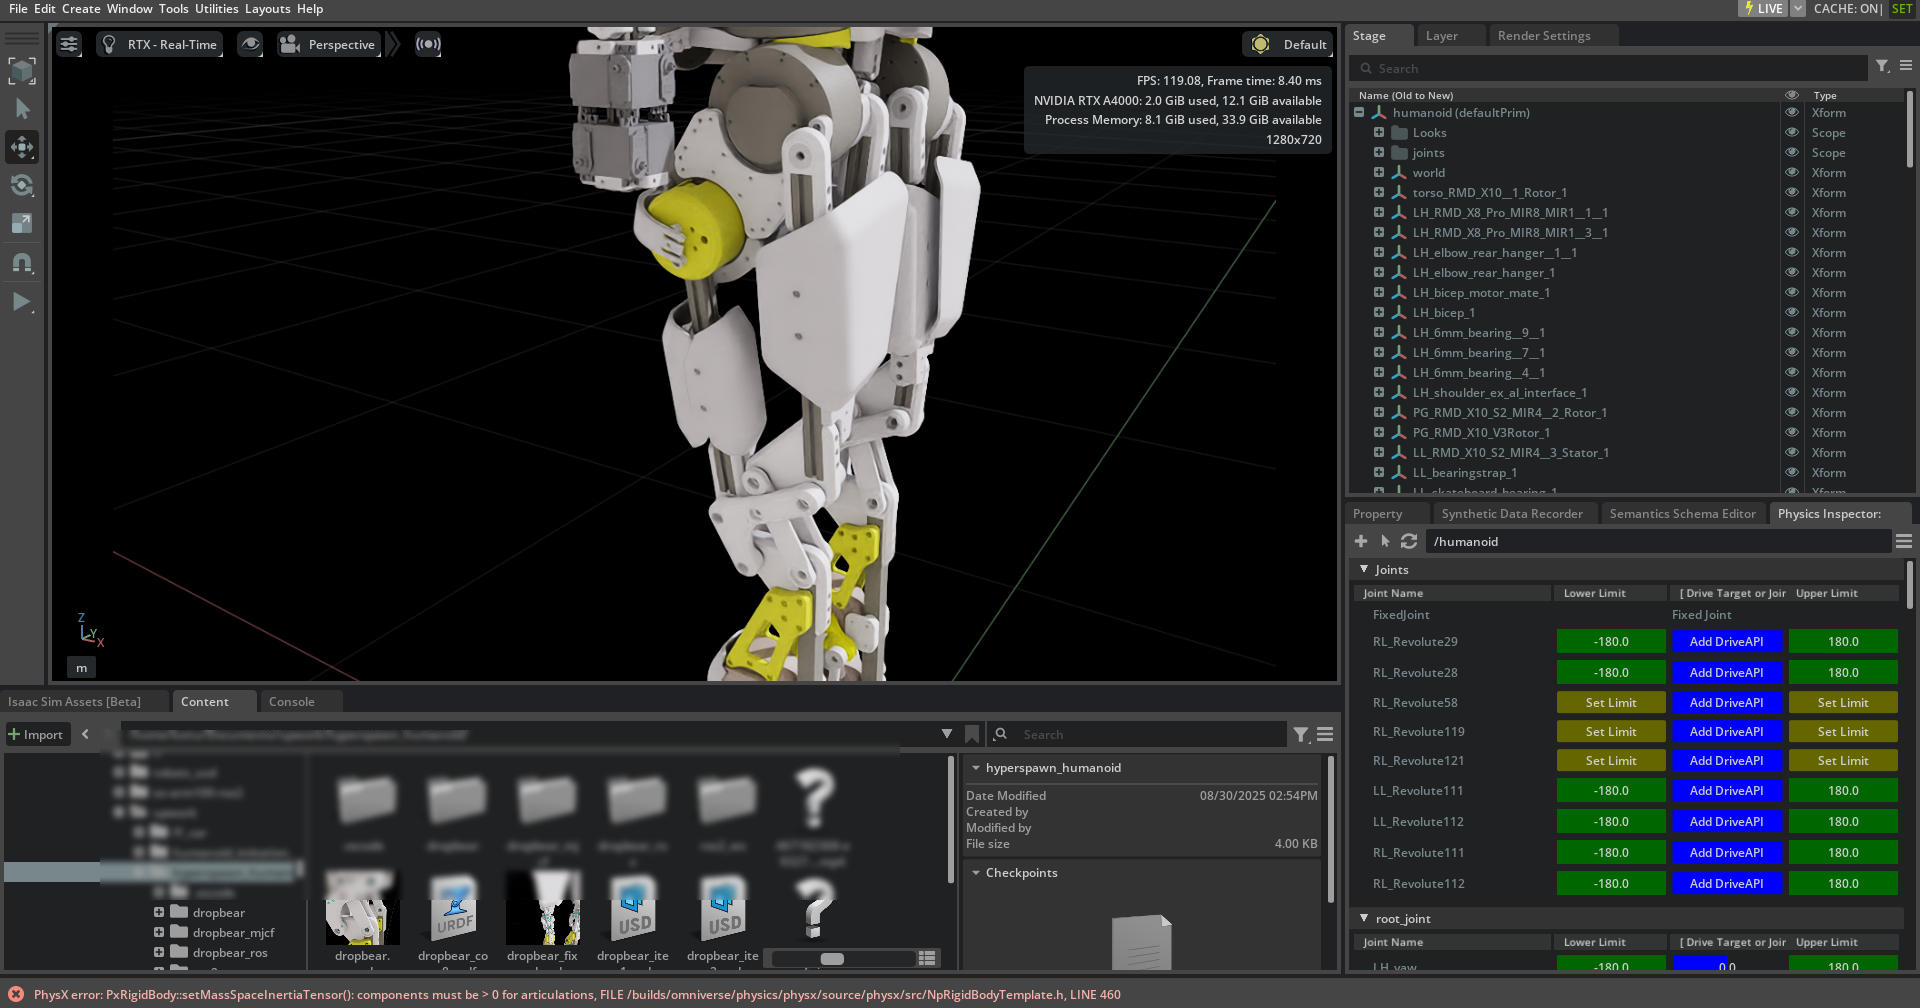 File Edit Create Window Tools Utilities Layouts Help
LIVE CACHE: ON| SET
RTX - Real-Time
Perspective
Default
FPS: 119.08, Frame time: 8.40 ms
NVIDIA RTX A4000: 2.0 GiB used, 12.1 GiB available
Process Memory: 8.1 GiB used, 33.9 GiB available
1280x720
Z
Y
X
m
Stage Layer Render Settings
Search
Name (Old to New) Type
humanoid (defaultPrim) Xform
Looks Scope
joints Scope
world Xform
torso_RMD_X10__1_Rotor_1 Xform
LH_RMD_X8_Pro_MIR8_MIR1__1__1 Xform
LH_RMD_X8_Pro_MIR8_MIR1__3__1 Xform
LH_elbow_rear_hanger__1__1 Xform
LH_elbow_rear_hanger_1 Xform
LH_bicep_motor_mate_1 Xform
LH_bicep_1 Xform
LH_6mm_bearing__9__1 Xform
LH_6mm_bearing__7__1 Xform
LH_6mm_bearing__4__1 Xform
LH_shoulder_ex_al_interface_1 Xform
PG_RMD_X10_S2_MIR4__2_Rotor_1 Xform
PG_RMD_X10_V3Rotor_1 Xform
LL_RMD_X10_S2_MIR4__3_Stator_1 Xform
LL_bearingstrap_1 Xform
LL_skateboard_bearing_1 Xform
Property Synthetic Data Recorder Semantics Schema Editor Physics Inspector:
/humanoid
Joints
Joint Name Lower Limit [ Drive Target or Joir Upper Limit
FixedJoint Fixed Joint
RL_Revolute29 -180.0 Add DriveAPI 180.0
RL_Revolute28 -180.0 Add DriveAPI 180.0
RL_Revolute58 Set Limit Add DriveAPI Set Limit
RL_Revolute119 Set Limit Add DriveAPI Set Limit
RL_Revolute121 Set Limit Add DriveAPI Set Limit
LL_Revolute111 -180.0 Add DriveAPI 180.0
LL_Revolute112 -180.0 Add DriveAPI 180.0
RL_Revolute111 -180.0 Add DriveAPI 180.0
RL_Revolute112 -180.0 Add DriveAPI 180.0
root_joint
Joint Name Lower Limit [ Drive Target or Joir Upper Limit
LH_yaw -180.0 0.0 180.0
Isaac Sim Assets [Beta] Content Console
Import
Search
dropbear
dropbear_mjcf
dropbear_ros
URDF
USD
USD
dropbear.
dropbear_co
dropbear_fix
dropbear_ite
dropbear_ite
hyperspawn_humanoid
Date Modified 08/30/2025 02:54PM
Created by
Modified by
File size 4.00 KB
Checkpoints
PhysX error: PxRigidBody::setMassSpaceInertiaTensor(): components must be > 0 for articulations, FILE /builds/omniverse/physics/physx/source/physx/src/NpRigidBodyTemplate.h, LINE 460